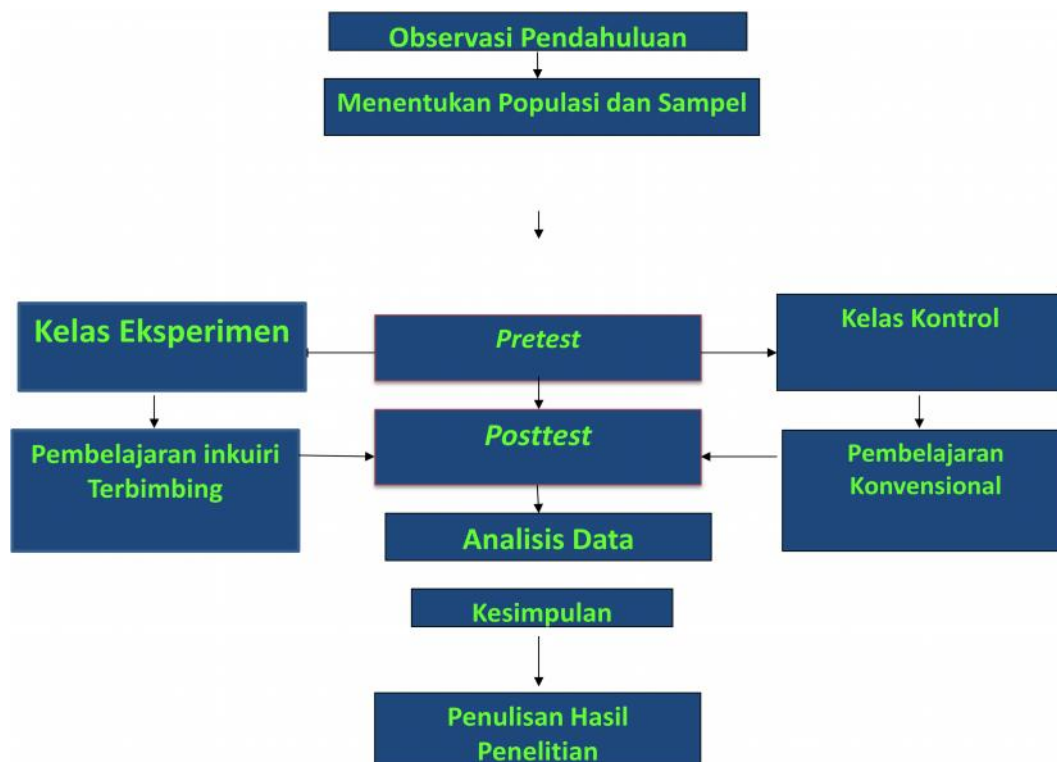 Observasi Pendahuluan
Menentukan Populasi dan Sampel
Kelas Eksperimen
Pretest
Kelas Kontrol
Pembelajaran inkuiri
Terbimbing
Posttest
Pembelajaran
Konvensional
Analisis Data
Kesimpulan
Penulisan Hasil
Penelitian